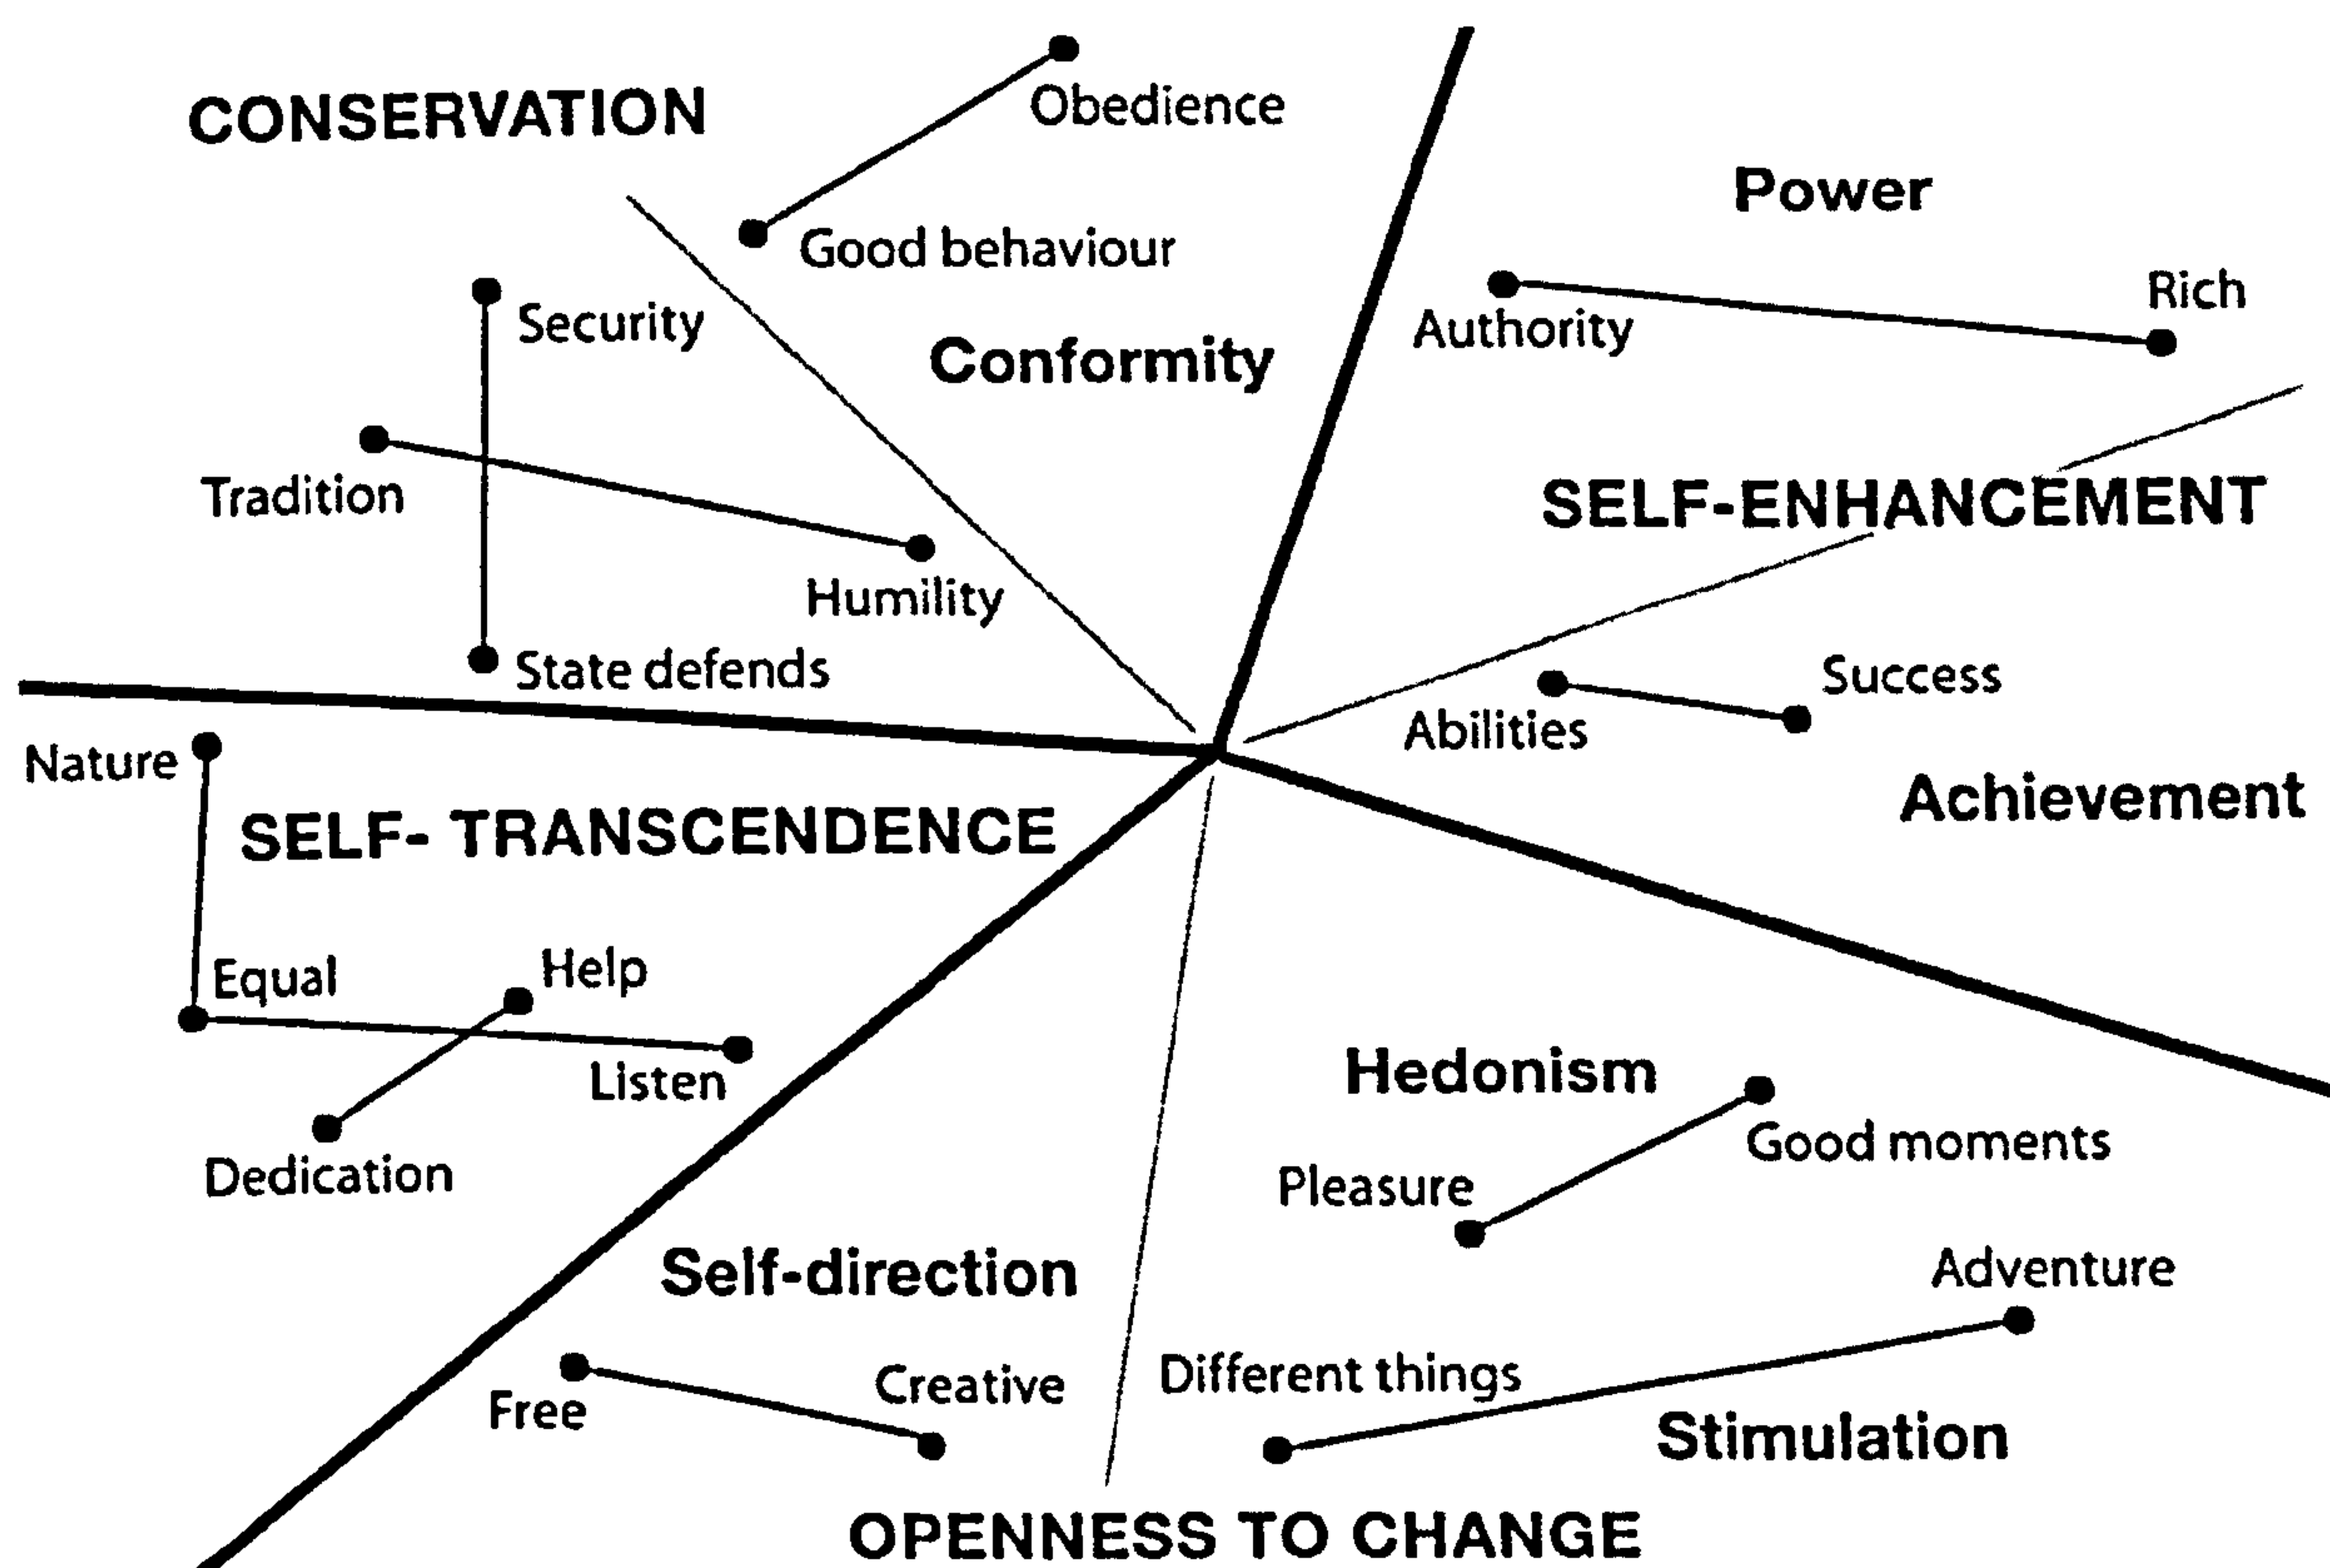 CONSERVATION
Obedience
Good behaviour
Security
Conformity
Tradition
Humility
State defends
Power
Authority
Rich
SELF-ENHANCEMENT
Abilities
Success
Achievement
Nature
SELF- TRANSCENDENCE
Equal
Help
Listen
Dedication
Self-direction
Free
Creative
Hedonism
Good moments
Pleasure
Adventure
Different things
Stimulation
OPENNESS TO CHANGE